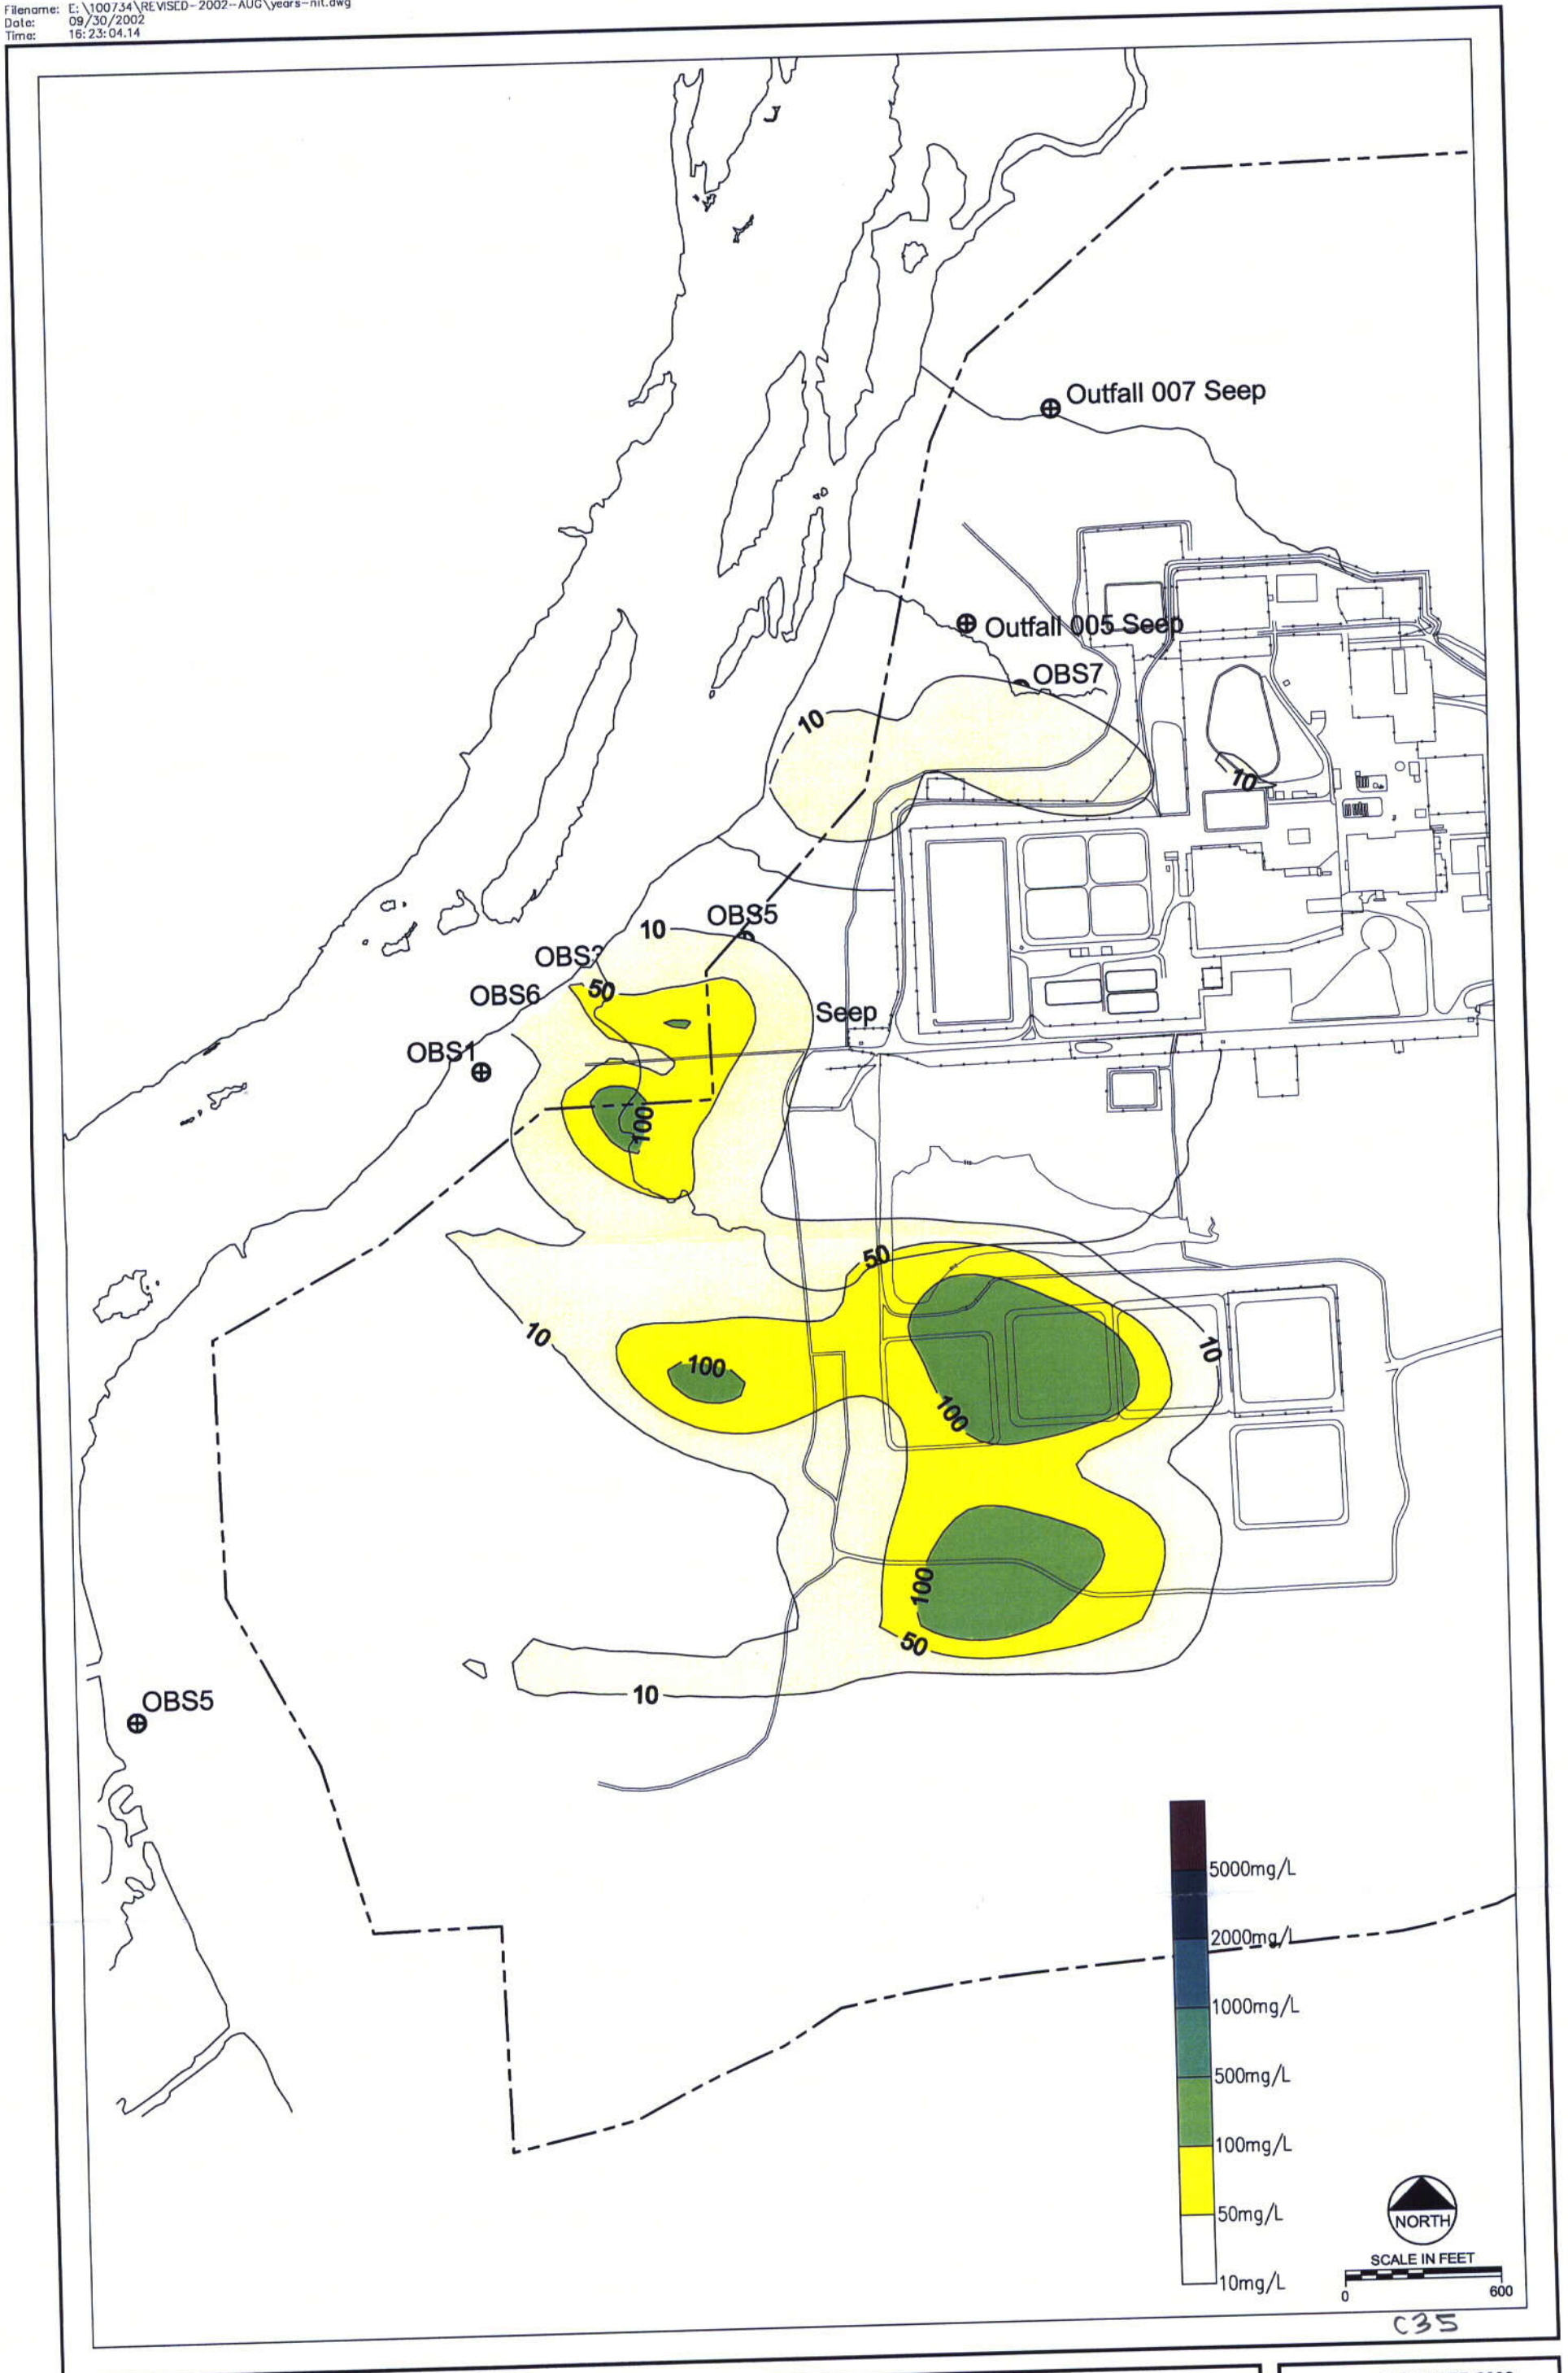 Filename: E:\100734\REVISED-2002--AUG\years-nit.dwg
Date: 09/30/2002
Time: 16:23:04.14
Outfall 007 Seep
Outfall 005 Seep
OBS7
10
10
OBS5
10
OBS3
50
OBS6
Seep
OBS1
100
50
10
10
100
100
100
50
10
OBS5
5000mg/L
2000mg/L
1000mg/L
500mg/L
100mg/L
50mg/L
10mg/L
NORTH
SCALE IN FEET
0 600
C35